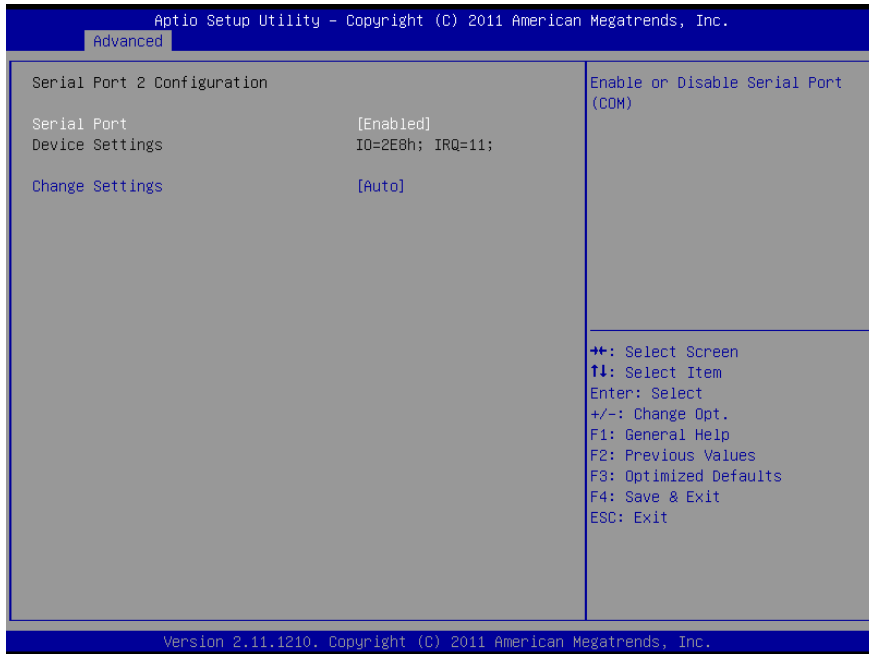 Aptio Setup Utility – Copyright (C) 2011 American Megatrends, Inc.
Advanced
Serial Port 2 Configuration
Serial Port [Enabled]
Device Settings IO=2E8h; IRQ=11;
Change Settings [Auto]
Enable or Disable Serial Port
(COM)
→←: Select Screen
↑↓: Select Item
Enter: Select
+/-: Change Opt.
F1: General Help
F2: Previous Values
F3: Optimized Defaults
F4: Save & Exit
ESC: Exit
Version 2.11.1210. Copyright (C) 2011 American Megatrends, Inc.